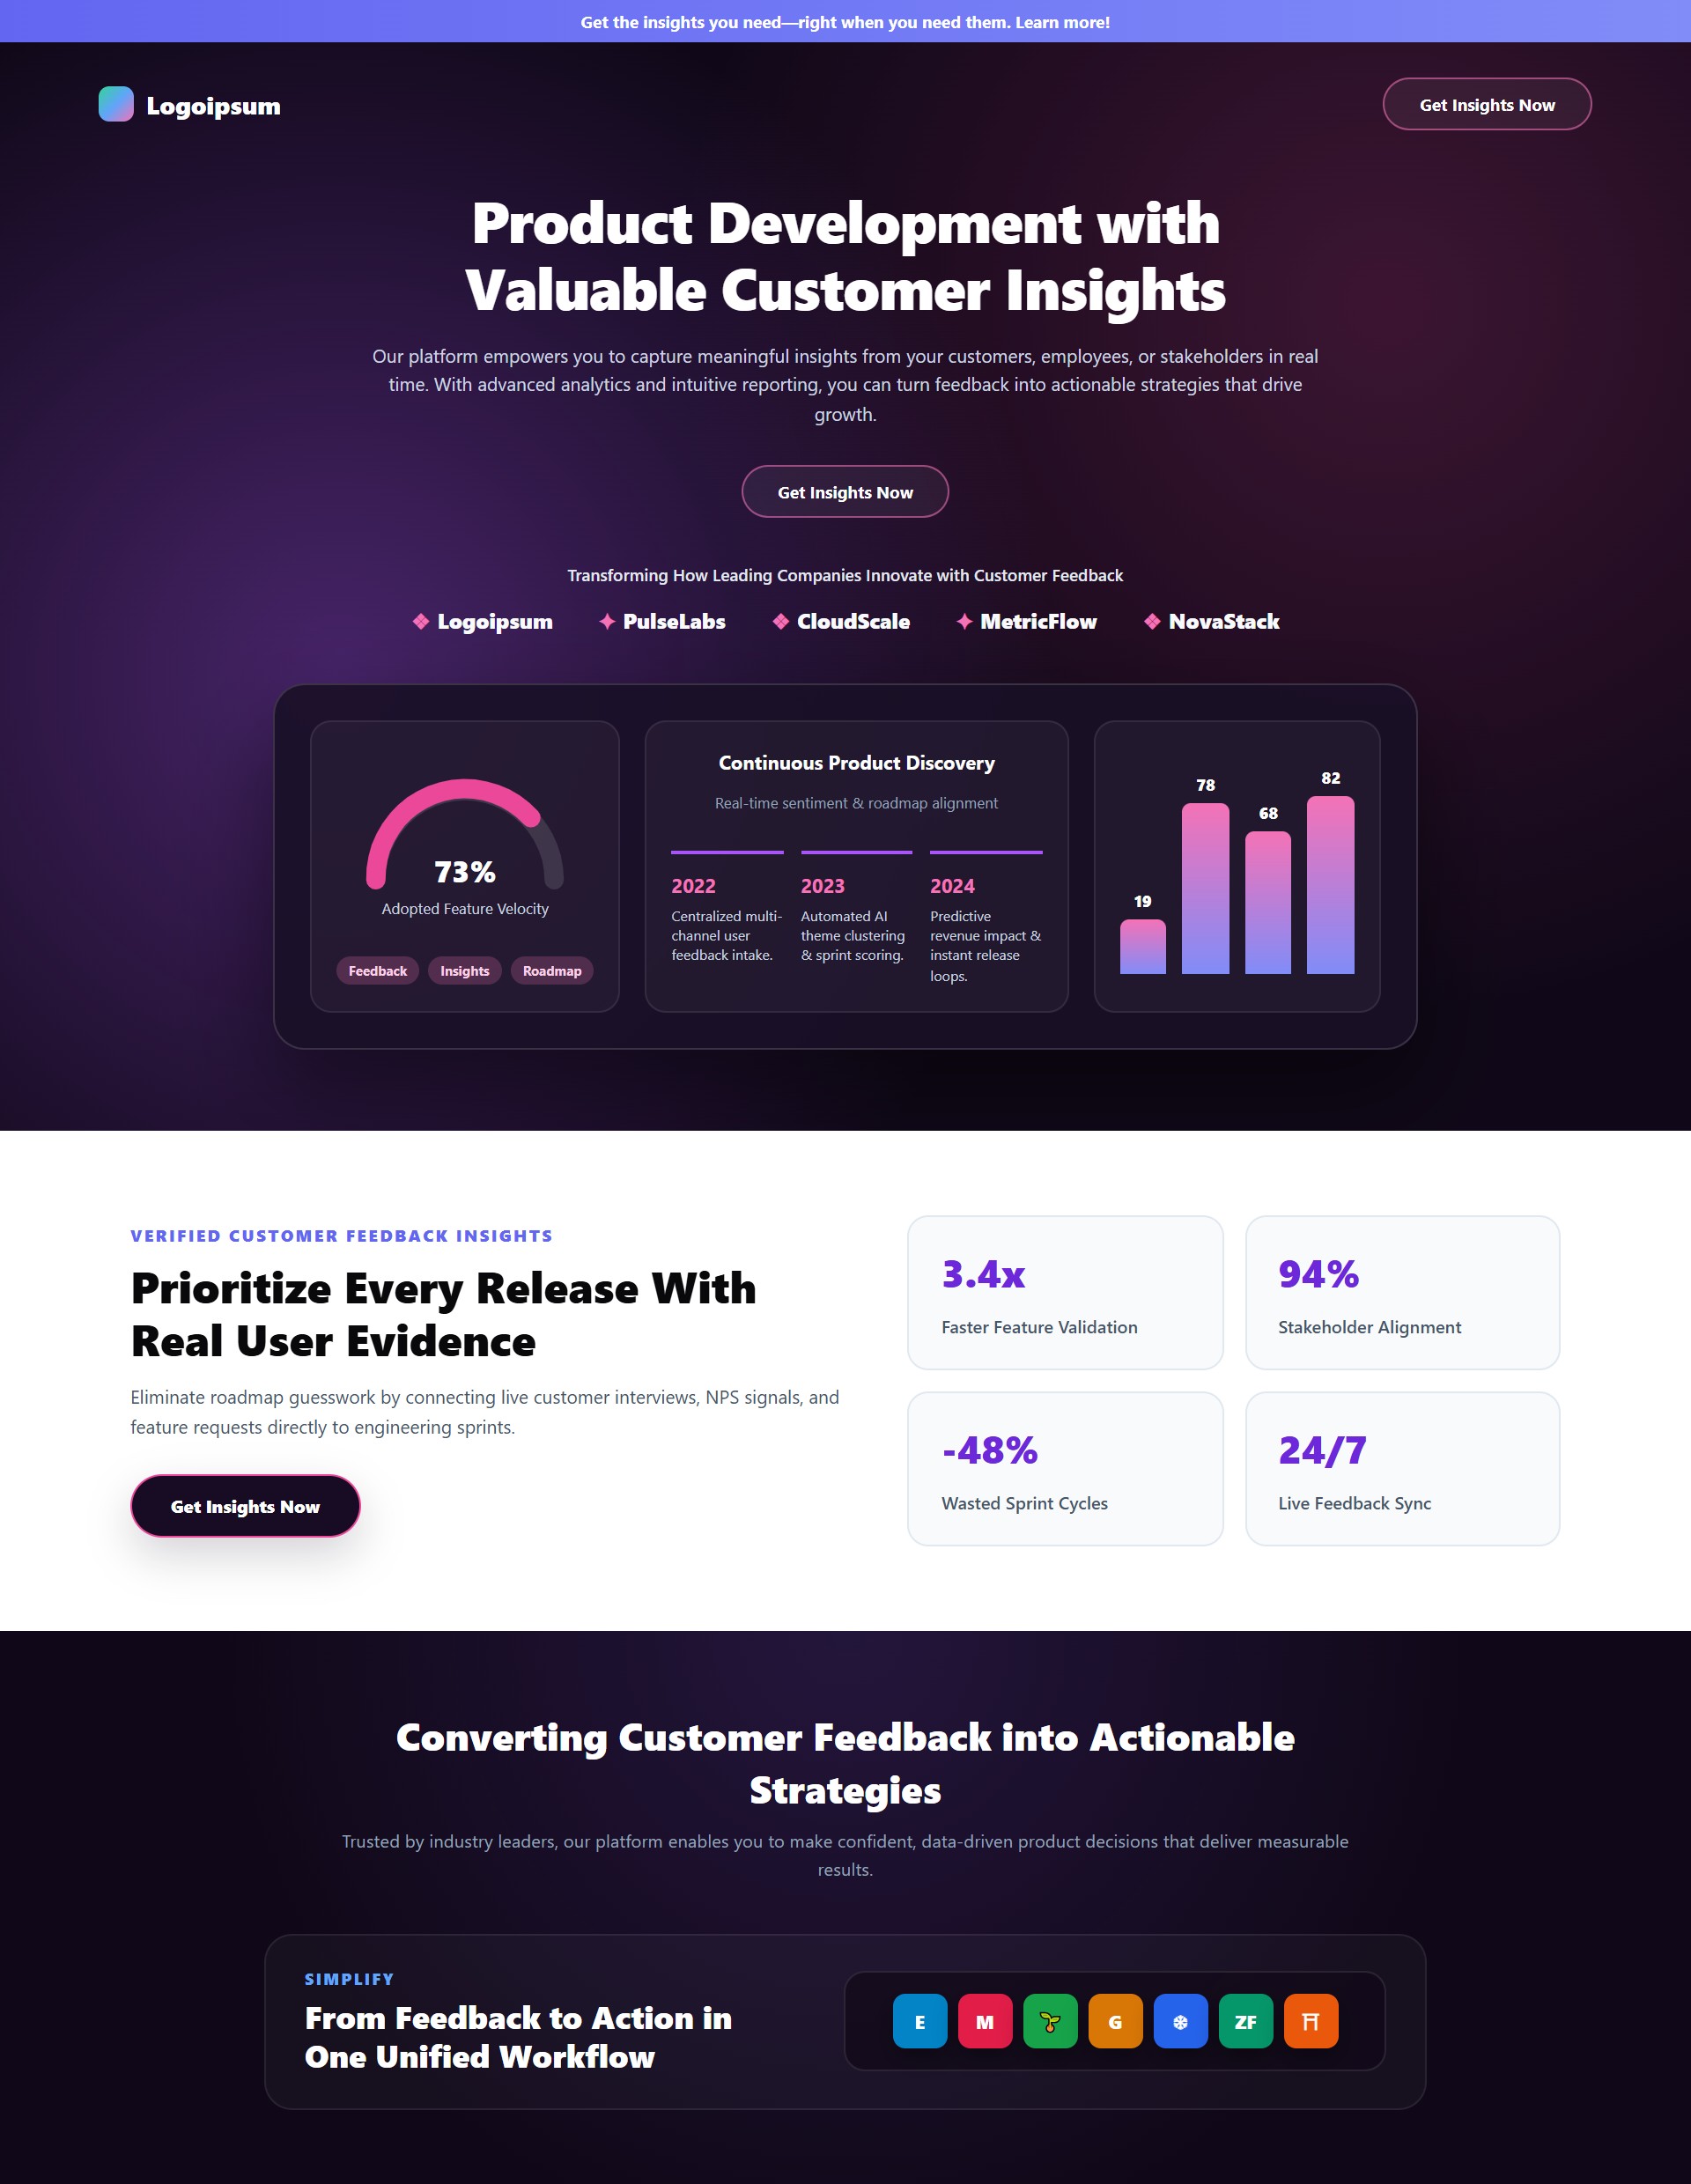 Get the insights you need—right when you need them. Learn more!
Logoipsum
Get Insights Now
Product Development with
Valuable Customer Insights
Our platform empowers you to capture meaningful insights from your customers, employees, or stakeholders in real
time. With advanced analytics and intuitive reporting, you can turn feedback into actionable strategies that drive
growth.
Get Insights Now
Transforming How Leading Companies Innovate with Customer Feedback
❖ Logoipsum ✦ PulseLabs ❖ CloudScale ✦ MetricFlow ❖ NovaStack
73%
Adopted Feature Velocity
Feedback Insights Roadmap
Continuous Product Discovery
Real-time sentiment & roadmap alignment
2022
Centralized multi-
channel user
feedback intake.
2023
Automated AI
theme clustering
& sprint scoring.
2024
Predictive
revenue impact &
instant release
loops.
19
78
68
82
VERIFIED CUSTOMER FEEDBACK INSIGHTS
Prioritize Every Release With
Real User Evidence
Eliminate roadmap guesswork by connecting live customer interviews, NPS signals, and
feature requests directly to engineering sprints.
Get Insights Now
3.4x
Faster Feature Validation
94%
Stakeholder Alignment
-48%
Wasted Sprint Cycles
24/7
Live Feedback Sync
Converting Customer Feedback into Actionable
Strategies
Trusted by industry leaders, our platform enables you to make confident, data-driven product decisions that deliver measurable
results.
SIMPLIFY
From Feedback to Action in
One Unified Workflow
E M G ZF